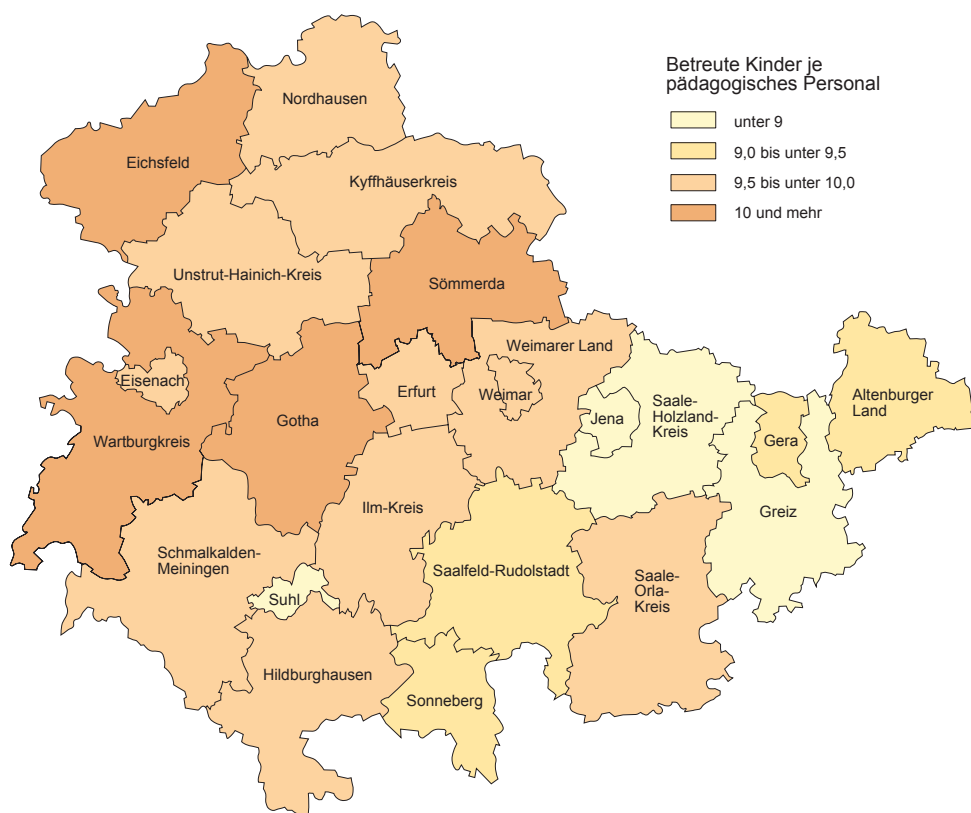 Betreute Kinder je
pädagogisches Personal
unter 9
9,0 bis unter 9,5
9,5 bis unter 10,0
10 und mehr
Nordhausen
Eichsfeld
Kyffhäuserkreis
Unstrut-Hainich-Kreis
Sömmerda
Weimarer Land
Eisenach
Erfurt
Weimar
Altenburger
Land
Saale-
Holzland-
Kreis
Jena
Gotha
Wartburgkreis
Gera
Ilm-Kreis
Greiz
Schmalkalden-
Meiningen
Saalfeld-Rudolstadt
Saale-
Orla-
Kreis
Suhl
Hildburghausen
Sonneberg